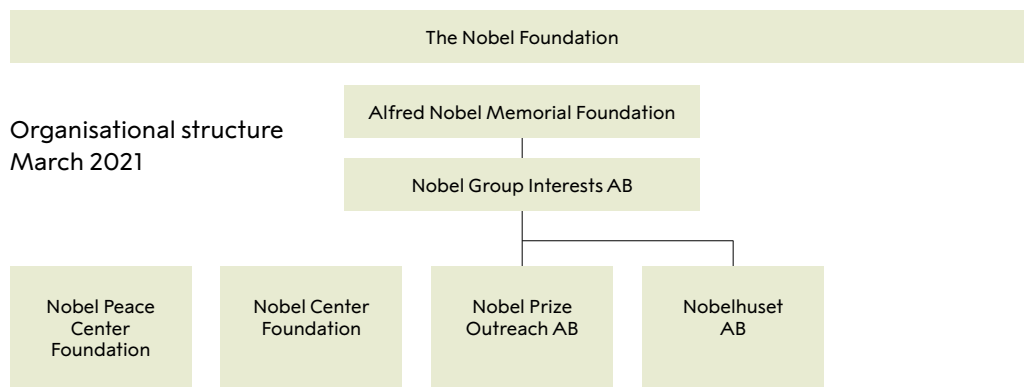 The Nobel Foundation
Organisational structure
March 2021
Alfred Nobel Memorial Foundation
Nobel Group Interests AB
Nobel Peace
Center
Foundation
Nobel Center
Foundation
Nobel Prize
Outreach AB
Nobelhuset
AB